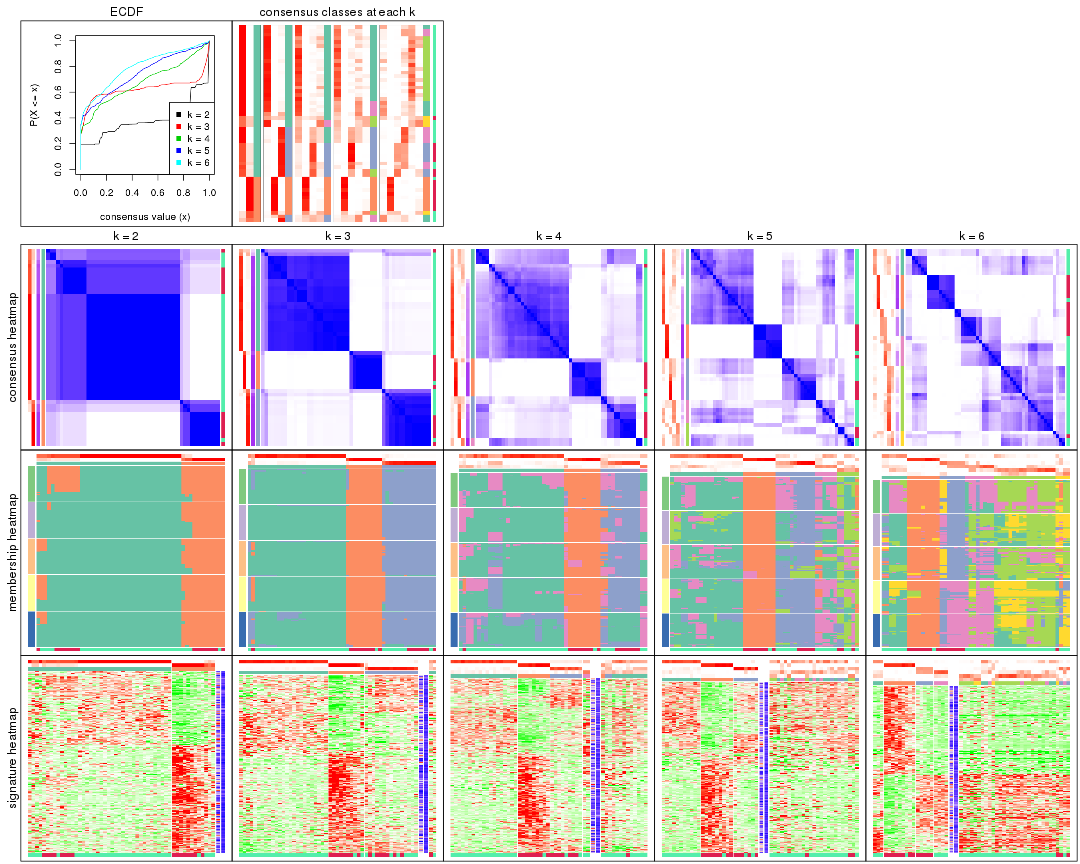 ECDF
consensus classes at each k
P(X <= x)
0.0 0.2 0.4 0.6 0.8 1.0
k = 2
k = 3
k = 4
k = 5
k = 6
0.0 0.2 0.4 0.6 0.8 1.0
consensus value (x)
k = 2 k = 3 k = 4 k = 5 k = 6
consensus heatmap
membership heatmap
signature heatmap